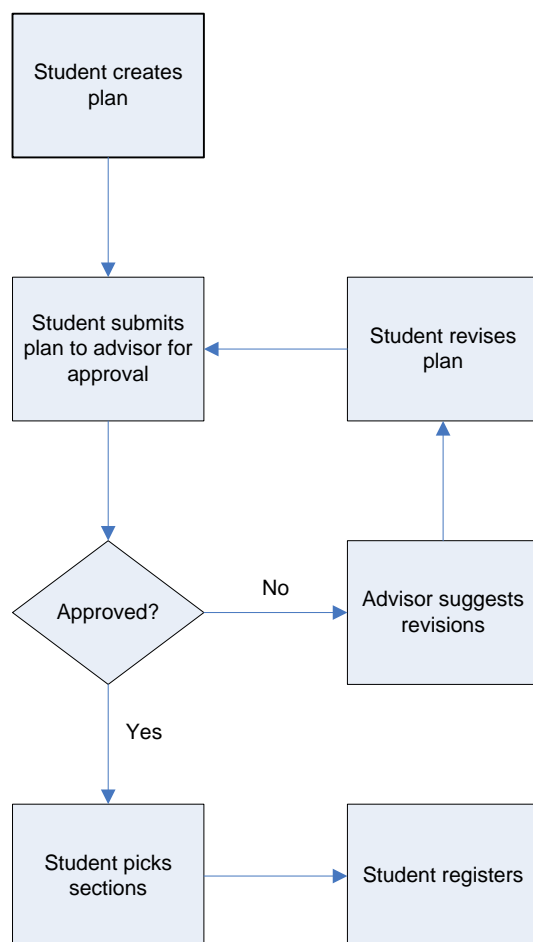 Student creates
plan
Student submits
plan to advisor for
approval
Student revises
plan
Approved?
No
Advisor suggests
revisions
Yes
Student picks
sections
Student registers